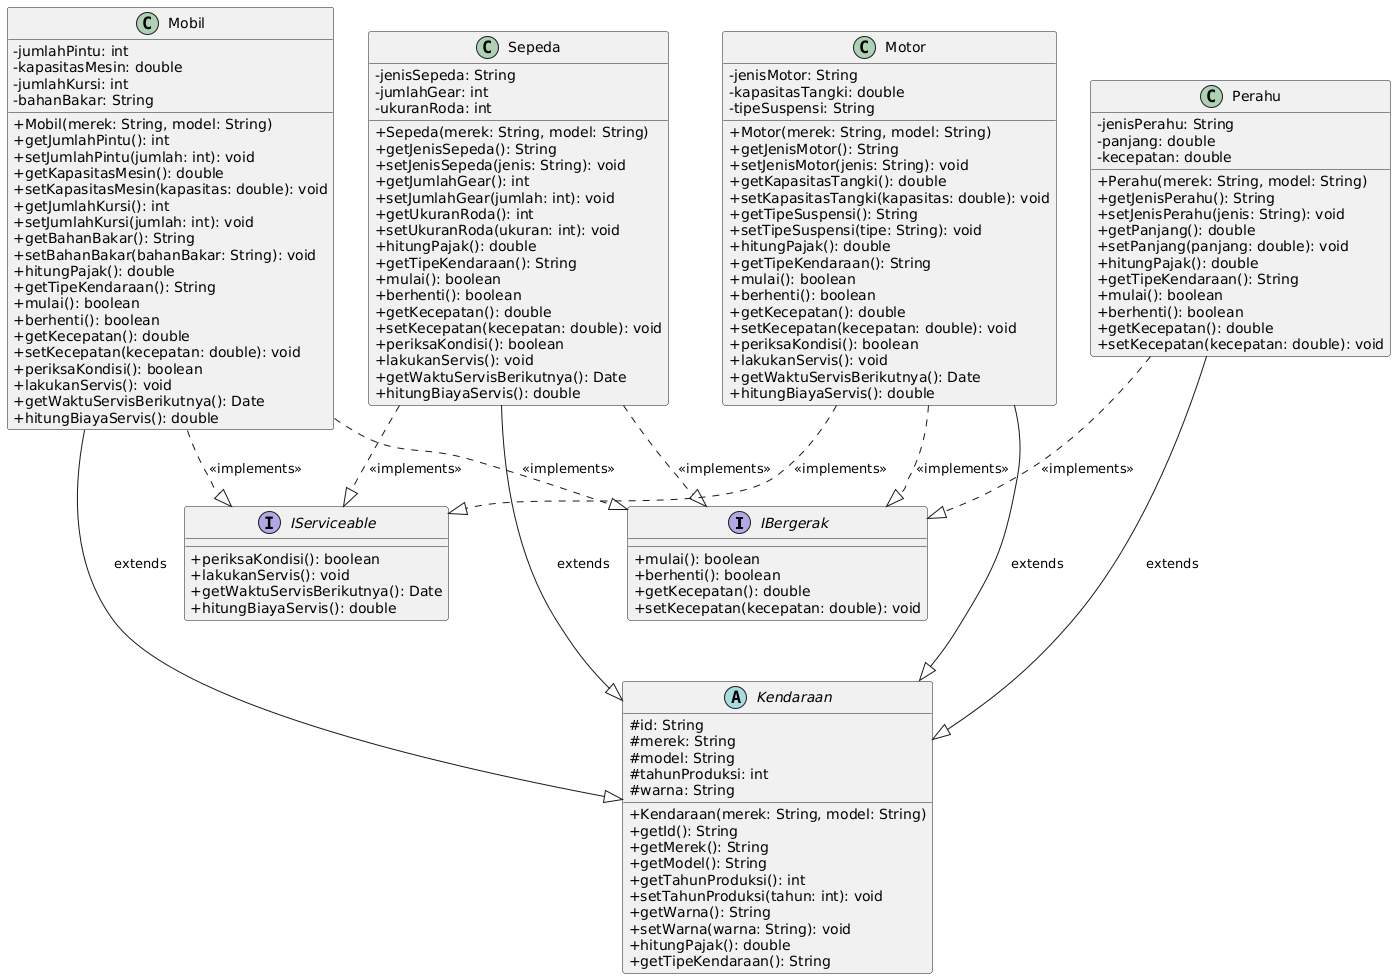 C Mobil
-jumlahPintu: int
-kapasitasMesin: double
-jumlahKursi: int
-bahanBakar: String
+Mobil(merek: String, model: String)
+getJumlahPintu(): int
+setJumlahPintu(jumlah: int): void
+getKapasitasMesin(): double
+setKapasitasMesin(kapasitas: double): void
+getJumlahKursi(): int
+setJumlahKursi(jumlah: int): void
+getBahanBakar(): String
+setBahanBakar(bahanBakar: String): void
+hitungPajak(): double
+getTipeKendaraan(): String
+mulai(): boolean
+berhenti(): boolean
+getKecepatan(): double
+setKecepatan(kecepatan: double): void
+periksaKondisi(): boolean
+lakukanServis(): void
+getWaktuServisBerikutnya(): Date
+hitungBiayaServis(): double
C Sepeda
-jenisSepeda: String
-jumlahGear: int
-ukuranRoda: int
+Sepeda(merek: String, model: String)
+getJenisSepeda(): String
+setJenisSepeda(jenis: String): void
+getJumlahGear(): int
+setJumlahGear(jumlah: int): void
+getUkuranRoda(): int
+setUkuranRoda(ukuran: int): void
+hitungPajak(): double
+getTipeKendaraan(): String
+mulai(): boolean
+berhenti(): boolean
+getKecepatan(): double
+setKecepatan(kecepatan: double): void
+periksaKondisi(): boolean
+lakukanServis(): void
+getWaktuServisBerikutnya(): Date
+hitungBiayaServis(): double
C Motor
-jenisMotor: String
-kapasitasTangki: double
-tipeSuspensi: String
+Motor(merek: String, model: String)
+getJenisMotor(): String
+setJenisMotor(jenis: String): void
+getKapasitasTangki(): double
+setKapasitasTangki(kapasitas: double): void
+getTipeSuspensi(): String
+setTipeSuspensi(tipe: String): void
+hitungPajak(): double
+getTipeKendaraan(): String
+mulai(): boolean
+berhenti(): boolean
+getKecepatan(): double
+setKecepatan(kecepatan: double): void
+periksaKondisi(): boolean
+lakukanServis(): void
+getWaktuServisBerikutnya(): Date
+hitungBiayaServis(): double
C Perahu
-jenisPerahu: String
-panjang: double
-kecepatan: double
+Perahu(merek: String, model: String)
+getJenisPerahu(): String
+setJenisPerahu(jenis: String): void
+getPanjang(): double
+setPanjang(panjang: double): void
+hitungPajak(): double
+getTipeKendaraan(): String
+mulai(): boolean
+berhenti(): boolean
+getKecepatan(): double
+setKecepatan(kecepatan: double): void
«implements»
«implements»
«implements»
«implements»
«implements»
«implements»
«implements»
I IServiceable
+periksaKondisi(): boolean
+lakukanServis(): void
+getWaktuServisBerikutnya(): Date
+hitungBiayaServis(): double
I IBergerak
+mulai(): boolean
+berhenti(): boolean
+getKecepatan(): double
+setKecepatan(kecepatan: double): void
extends
extends
extends
extends
A Kendaraan
#id: String
#merek: String
#model: String
#tahunProduksi: int
#warna: String
+Kendaraan(merek: String, model: String)
+getId(): String
+getMerek(): String
+getModel(): String
+getTahunProduksi(): int
+setTahunProduksi(tahun: int): void
+getWarna(): String
+setWarna(warna: String): void
+hitungPajak(): double
+getTipeKendaraan(): String